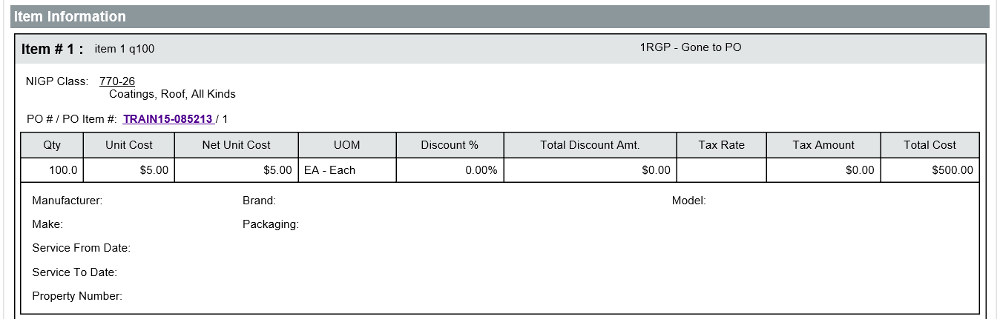 Item Information
Item # 1 : item 1 q100 1RGP - Gone to PO
NIGP Class: 770-26
Coatings, Roof, All Kinds
PO # / PO Item #: TRAIN15-085213 / 1
Qty Unit Cost Net Unit Cost UOM Discount % Total Discount Amt. Tax Rate Tax Amount Total Cost
100.0 $5.00 $5.00 EA - Each 0.00% $0.00 $0.00 $500.00
Manufacturer: Brand: Model:
Make: Packaging:
Service From Date:
Service To Date:
Property Number: